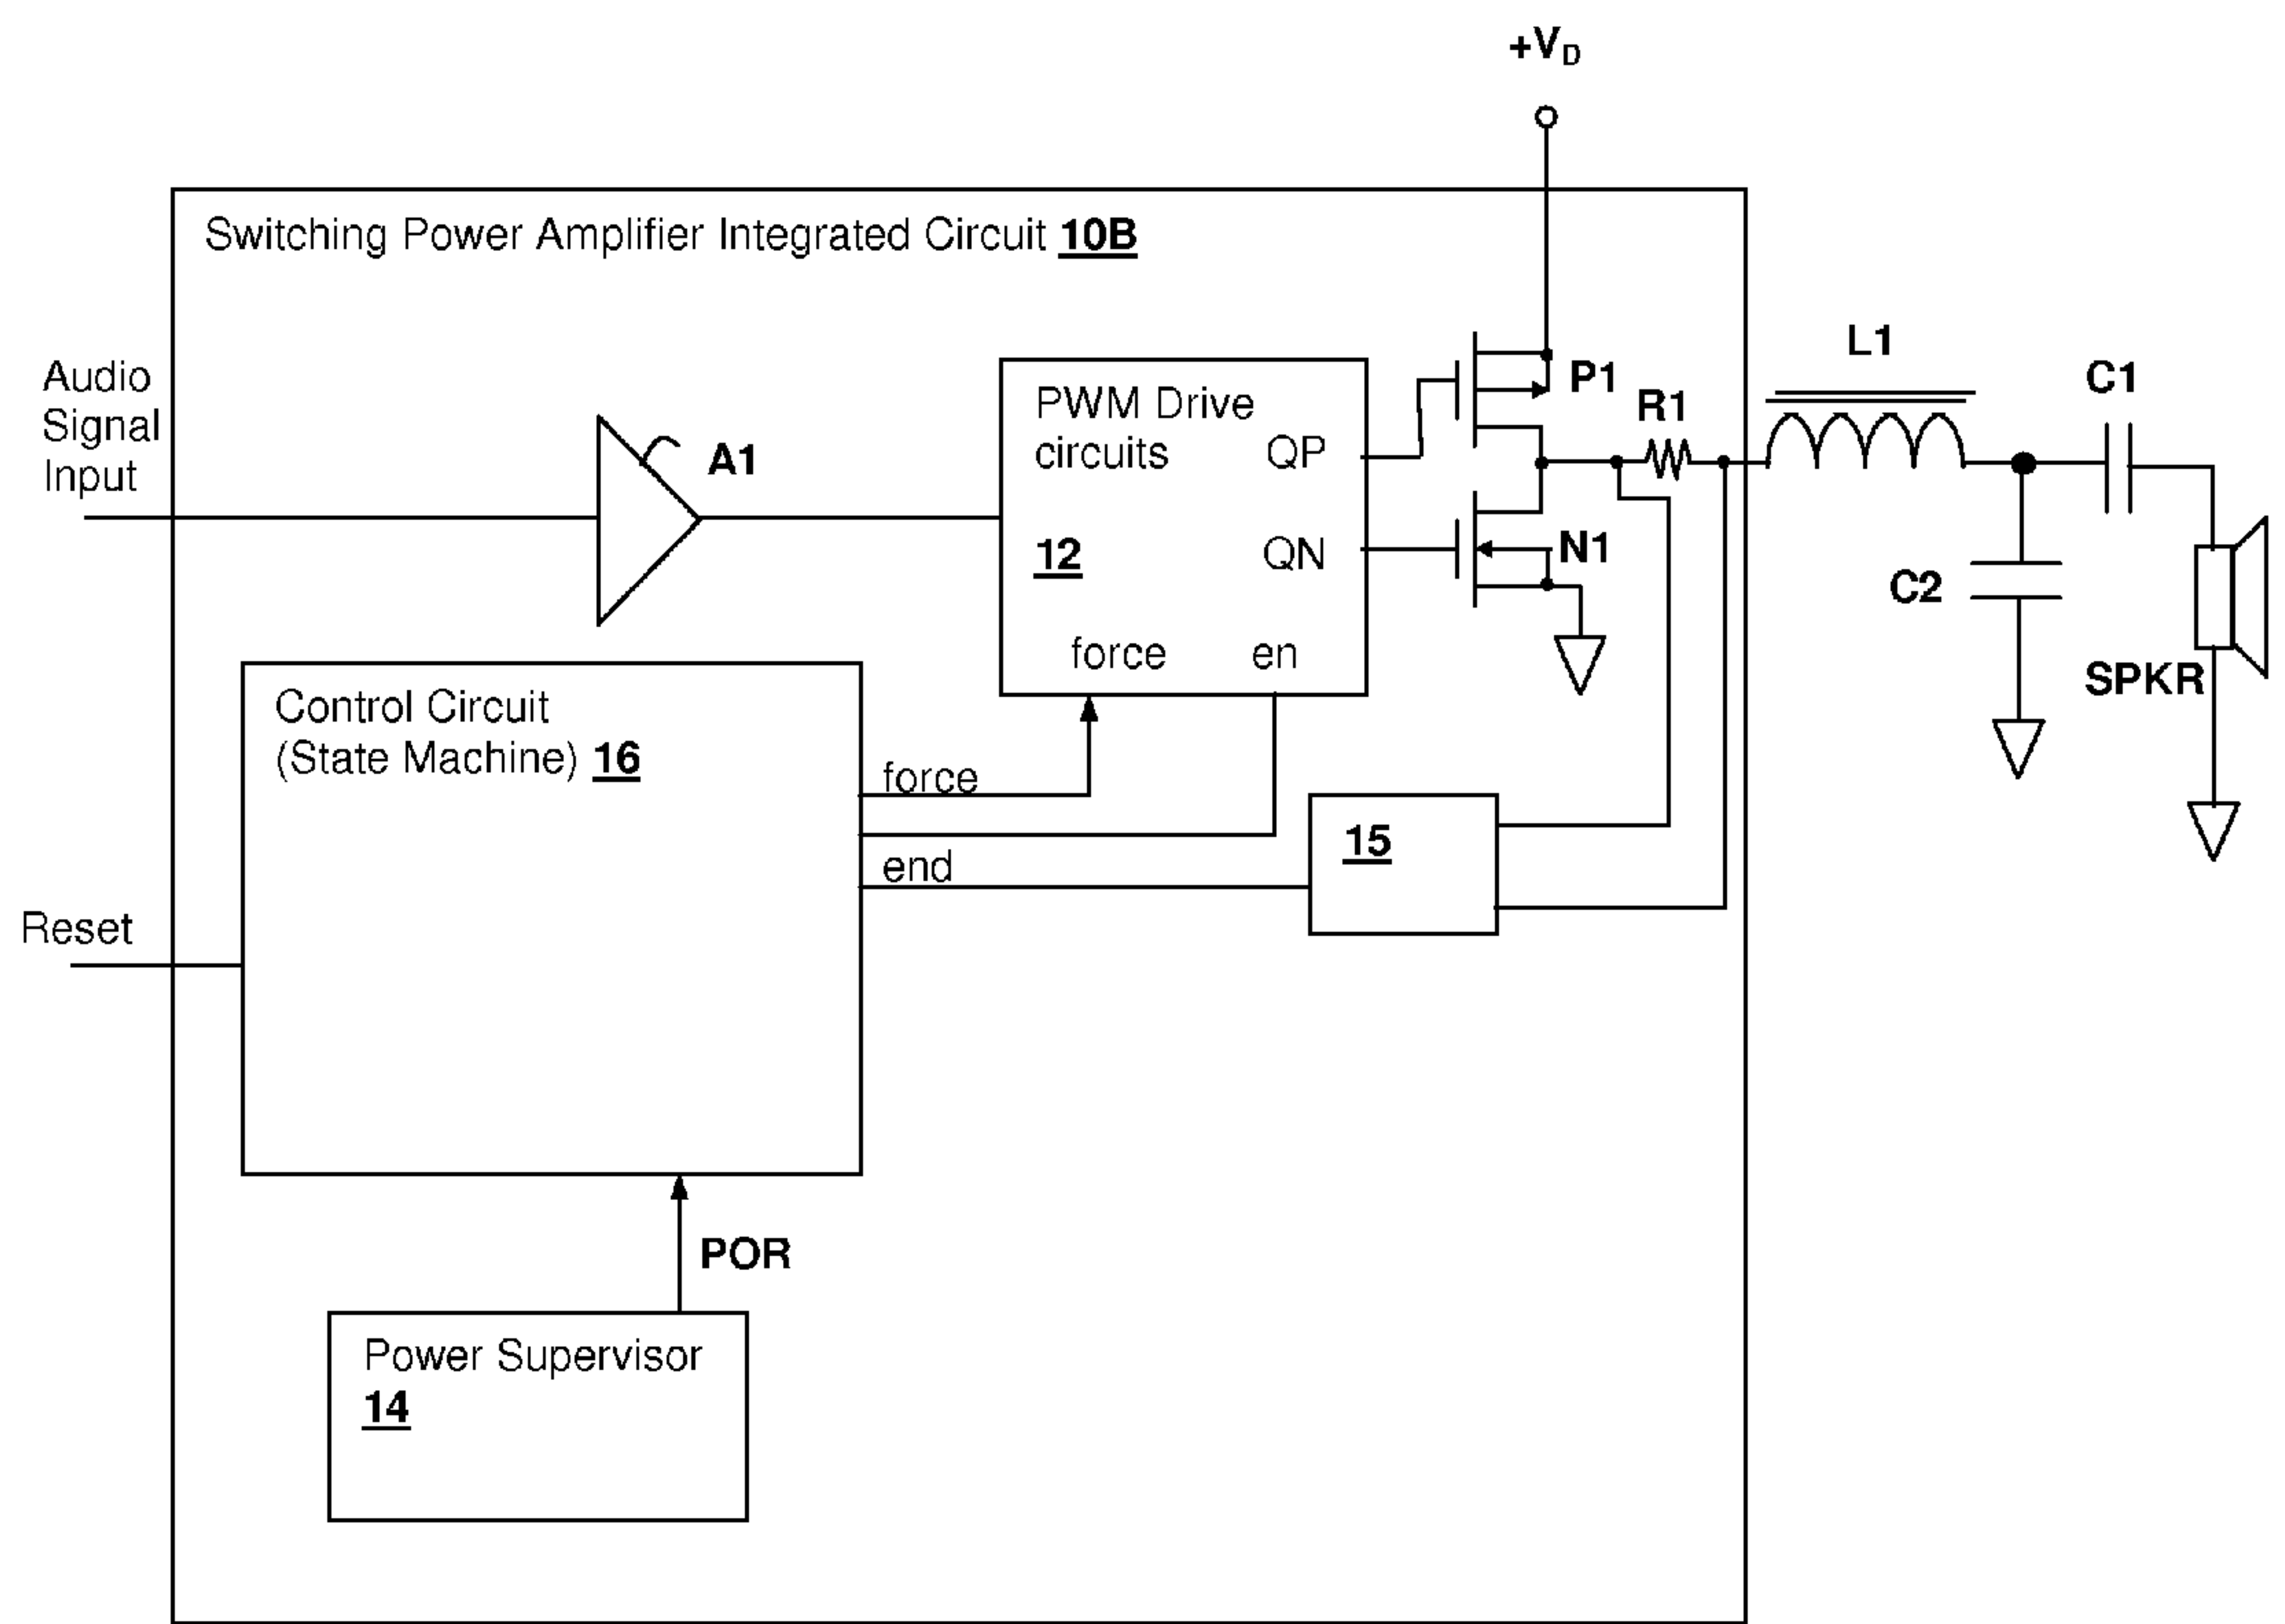 +VD
Switching Power Amplifier Integrated Circuit 10B
Audio
Signal
Input
A1
PWM Drive
circuits
QP
12
QN
force
en
P1
N1
R1
L1
C1
C2
SPKR
Control Circuit
(State Machine) 16
force
end
15
Reset
POR
Power Supervisor
14